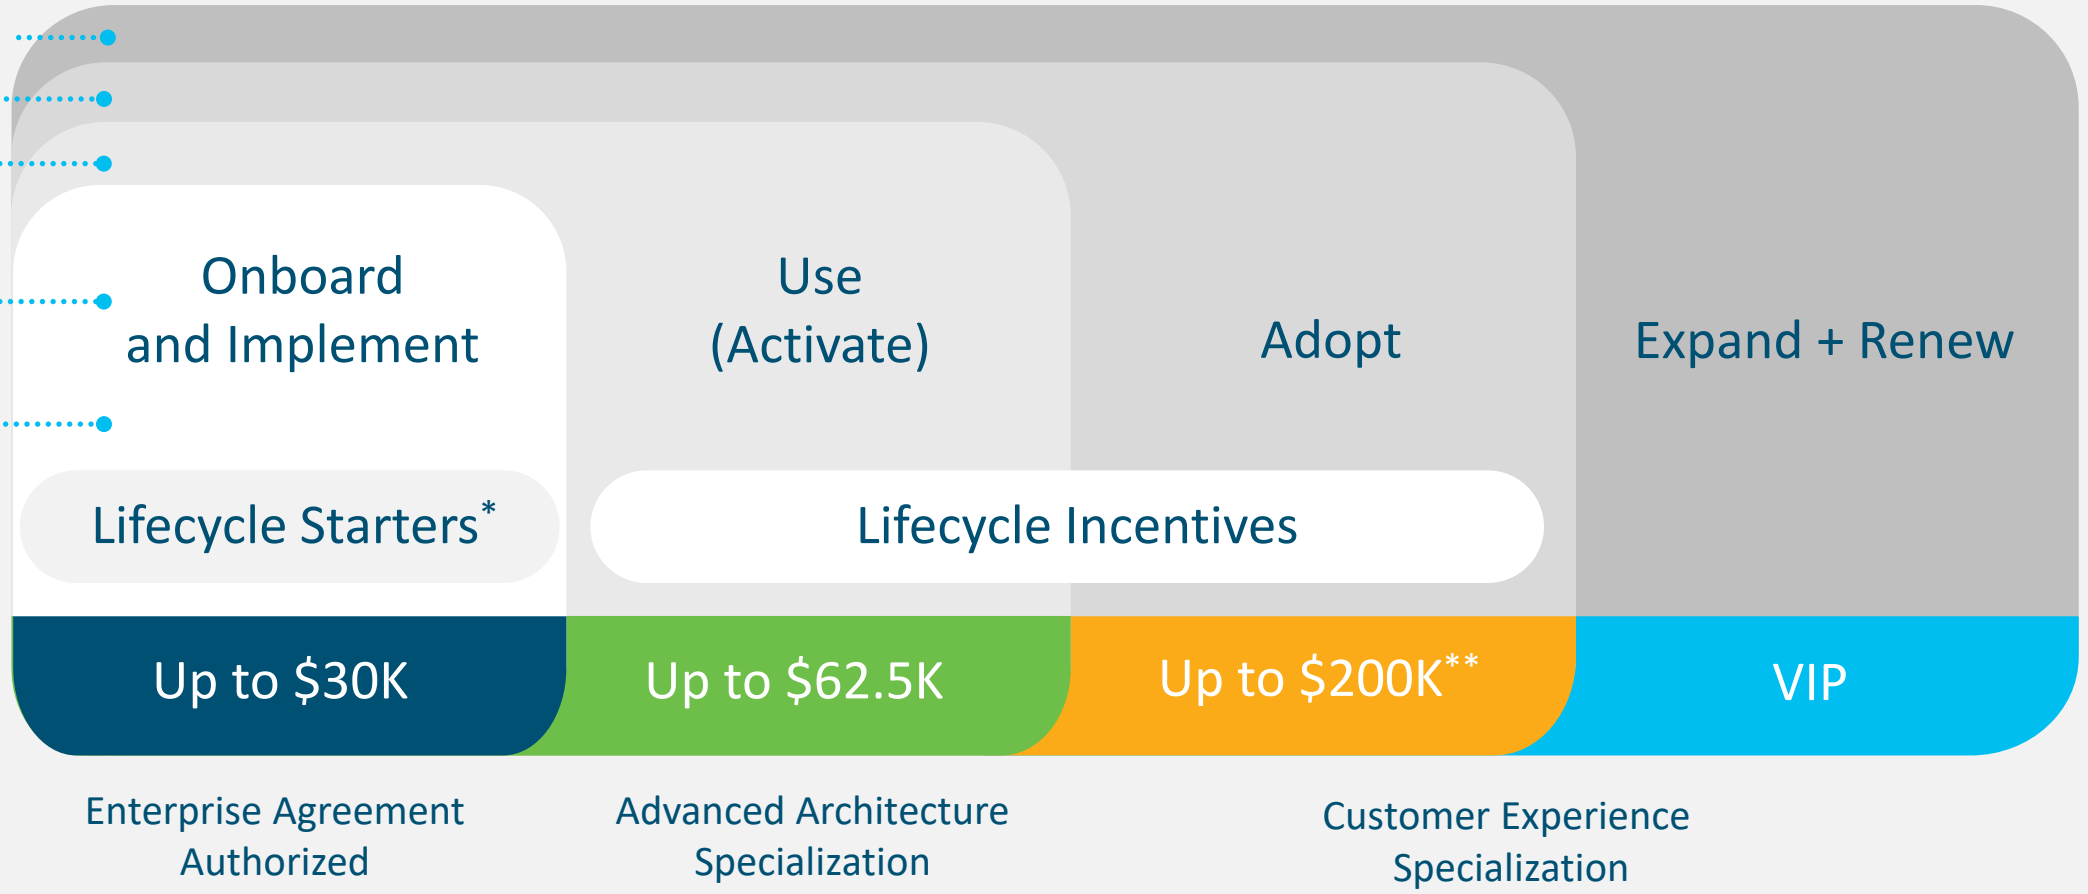 Onboard
and Implement
Use
(Activate)
Adopt
Expand + Renew
Lifecycle Starters*
Lifecycle Incentives
Up to $30K
Up to $62.5K
Up to $200K**
VIP
Enterprise Agreement
Authorized
Advanced Architecture
Specialization
Customer Experience
Specialization